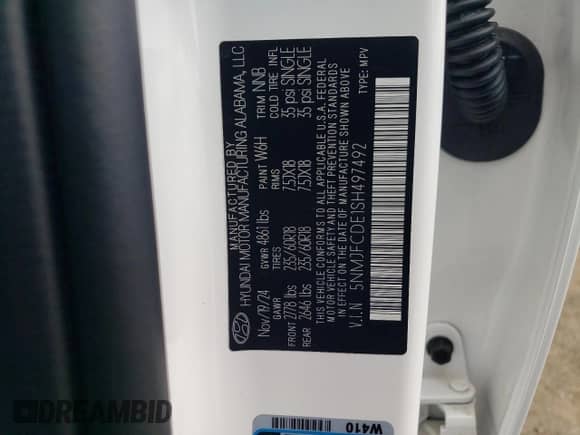 MANUFACTURED BY
HYUNDAI MOTOR MANUFACTURING ALABAMA, LLC
Nov/19/24 GVWR 4861 lbs PAINT W6H TRIM NNB
GAWR TIRES RIMS COLD TIRE INFL
FRONT 2778 lbs 235/60R18 7.5JX18 35 psi SINGLE
REAR 2646 lbs 235/60R18 7.5JX18 35 psi SINGLE
THIS VEHICLE CONFORMS TO ALL APPLICABLE U.S.A. FEDERAL
MOTOR VEHICLE SAFETY AND THEFT PREVENTION STANDARDS
IN EFFECT ON THE DATE OF MANUFACTURE SHOWN ABOVE
V.I.N 5NMJFCDE1SH497492 TYPE: MPV
W410
DREAMBID